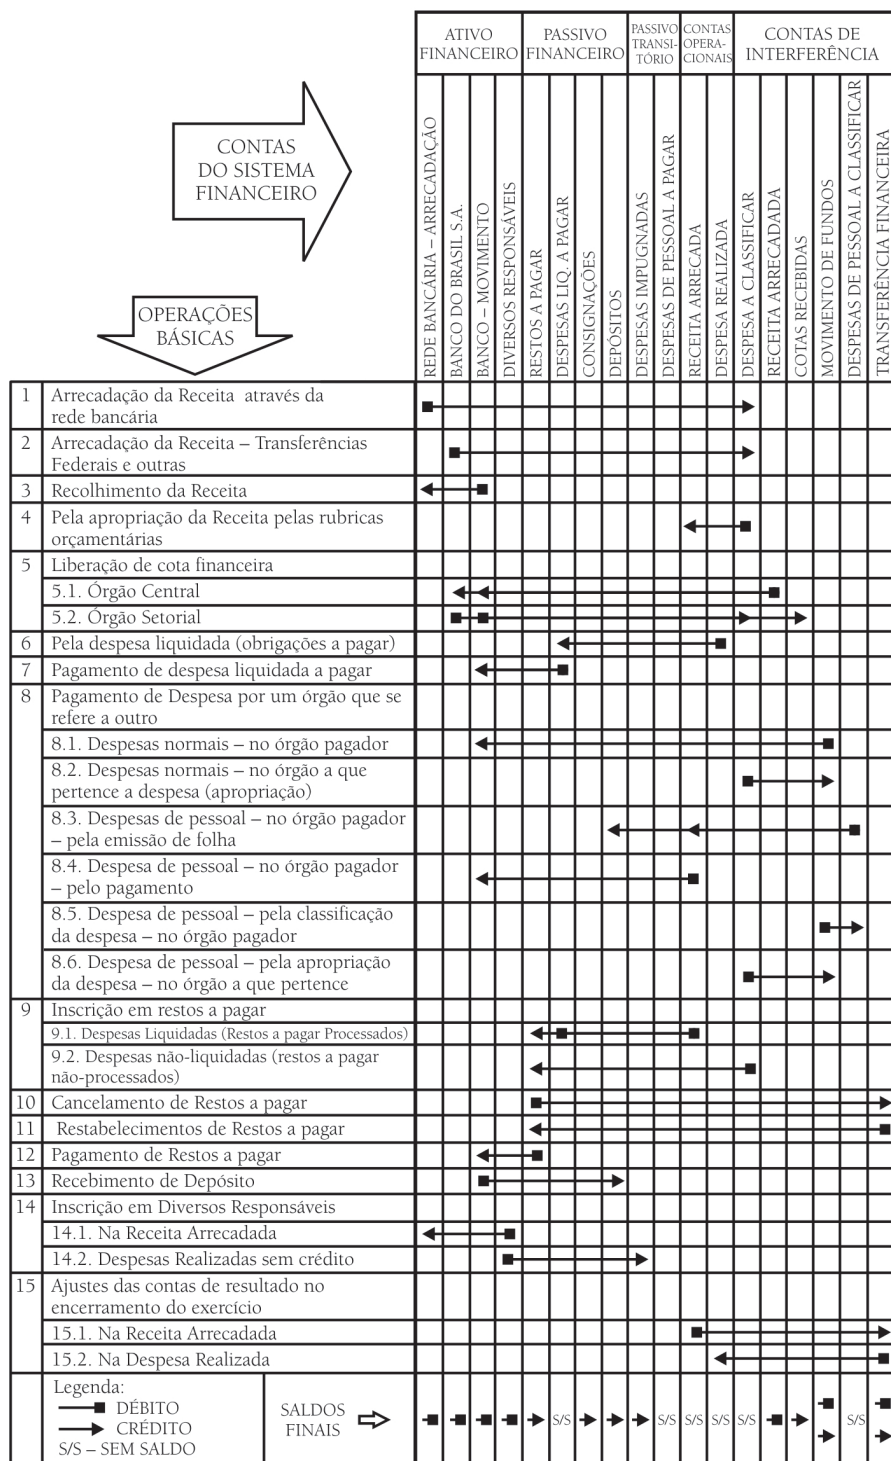 ATIVO
FINANCEIRO
PASSIVO
FINANCEIRO
PASSIVO
TRANSI-
TÓRIO
CONTAS
OPERA-
CIONAIS
CONTAS DE
INTERFERÊNCIA
CONTAS
DO SISTEMA
FINANCEIRO
OPERAÇÕES
BÁSICAS
REDE BANCÁRIA – ARRECADAÇÃO
BANCO DO BRASIL S.A.
BANCO – MOVIMENTO
DIVERSOS RESPONSÁVEIS
RESTOS A PAGAR
DESPESAS LIQ. A PAGAR
CONSIGNAÇÕES
DEPÓSITOS
DESPESAS IMPUGNADAS
DESPESAS DE PESSOAL A PAGAR
RECEITA ARRECADA
DESPESA REALIZADA
DESPESA A CLASSIFICAR
RECEITA ARRECADADA
COTAS RECEBIDAS
MOVIMENTO DE FUNDOS
DESPESAS DE PESSOAL A CLASSIFICAR
TRANSFERÊNCIA FINANCEIRA
1 Arrecadação da Receita através da
rede bancária
2 Arrecadação da Receita – Transferências
Federais e outras
3 Recolhimento da Receita
4 Pela apropriação da Receita pelas rubricas
orçamentárias
5 Liberação de cota financeira
5.1. Órgão Central
5.2. Órgão Setorial
6 Pela despesa liquidada (obrigações a pagar)
7 Pagamento de despesa liquidada a pagar
8 Pagamento de Despesa por um órgão que se
refere a outro
8.1. Despesas normais – no órgão pagador
8.2. Despesas normais – no órgão a que
pertence a despesa (apropriação)
8.3. Despesas de pessoal – no órgão pagador
– pela emissão de folha
8.4. Despesa de pessoal – no órgão pagador
– pelo pagamento
8.5. Despesa de pessoal – pela classificação
da despesa – no órgão pagador
8.6. Despesa de pessoal – pela apropriação
da despesa – no órgão a que pertence
9 Inscrição em restos a pagar
9.1. Despesas Liquidadas (Restos a pagar Processados)
9.2. Despesas não-liquidadas (restos a pagar
não-processados)
10 Cancelamento de Restos a pagar
11 Restabelecimentos de Restos a pagar
12 Pagamento de Restos a pagar
13 Recebimento de Depósito
14 Inscrição em Diversos Responsáveis
14.1. Na Receita Arrecadada
14.2. Despesas Realizadas sem crédito
15 Ajustes das contas de resultado no
encerramento do exercício
15.1. Na Receita Arrecadada
15.2. Na Despesa Realizada
Legenda:
DÉBITO
CRÉDITO
S/S – SEM SALDO
SALDOS
FINAIS
S/S S/S S/S S/S S/S S/S